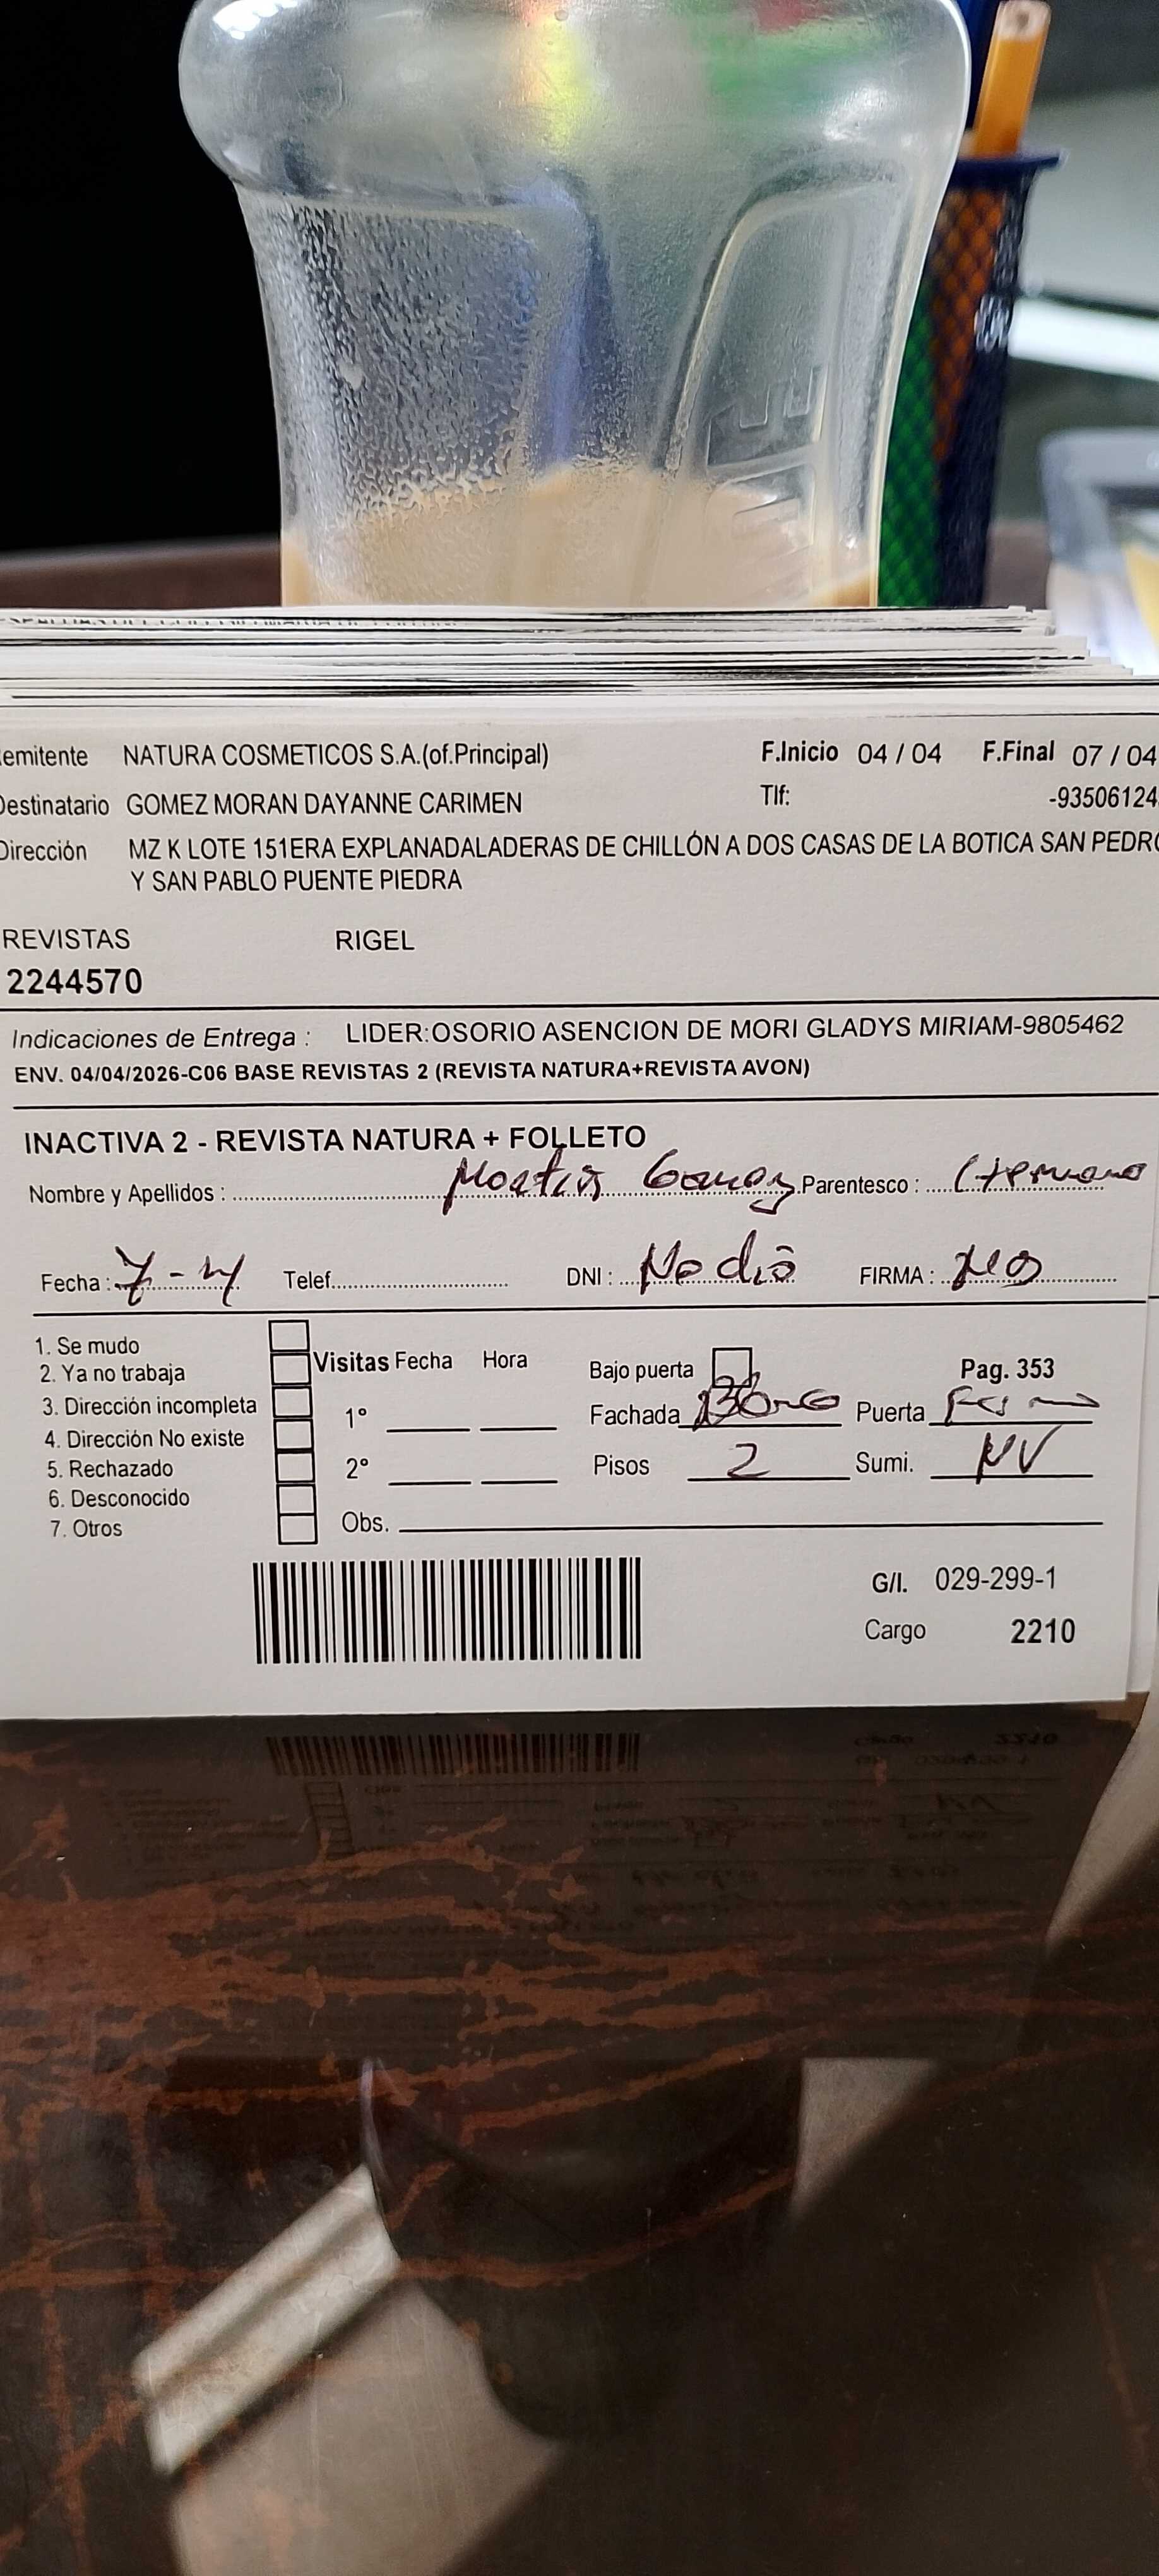 emitente NATURA COSMETICOS S.A.(of.Principal) F.Inicio 04 / 04 F.Final 07 / 04
Destinatario GOMEZ MORAN DAYANNE CARIMEN Tlf: -93506124
Dirección MZ K LOTE 151ERA EXPLANADALADERAS DE CHILLÓN A DOS CASAS DE LA BOTICA SAN PEDRO
Y SAN PABLO PUENTE PIEDRA
REVISTAS RIGEL
2244570
Indicaciones de Entrega : LIDER:OSORIO ASENCION DE MORI GLADYS MIRIAM-9805462
ENV. 04/04/2026-C06 BASE REVISTAS 2 (REVISTA NATURA+REVISTA AVON)
INACTIVA 2 - REVISTA NATURA + FOLLETO
Nombre y Apellidos : Parentesco :
Fecha : 7-4 Telef. DNI : No dio FIRMA :
1. Se mudo
2. Ya no trabaja Visitas Fecha Hora Bajo puerta Pag. 353
3. Dirección incompleta 1° Fachada Puerta
4. Dirección No existe
5. Rechazado 2° Pisos 2 Sumi. NV
6. Desconocido
7. Otros Obs.
G/I. 029-299-1
Cargo 2210